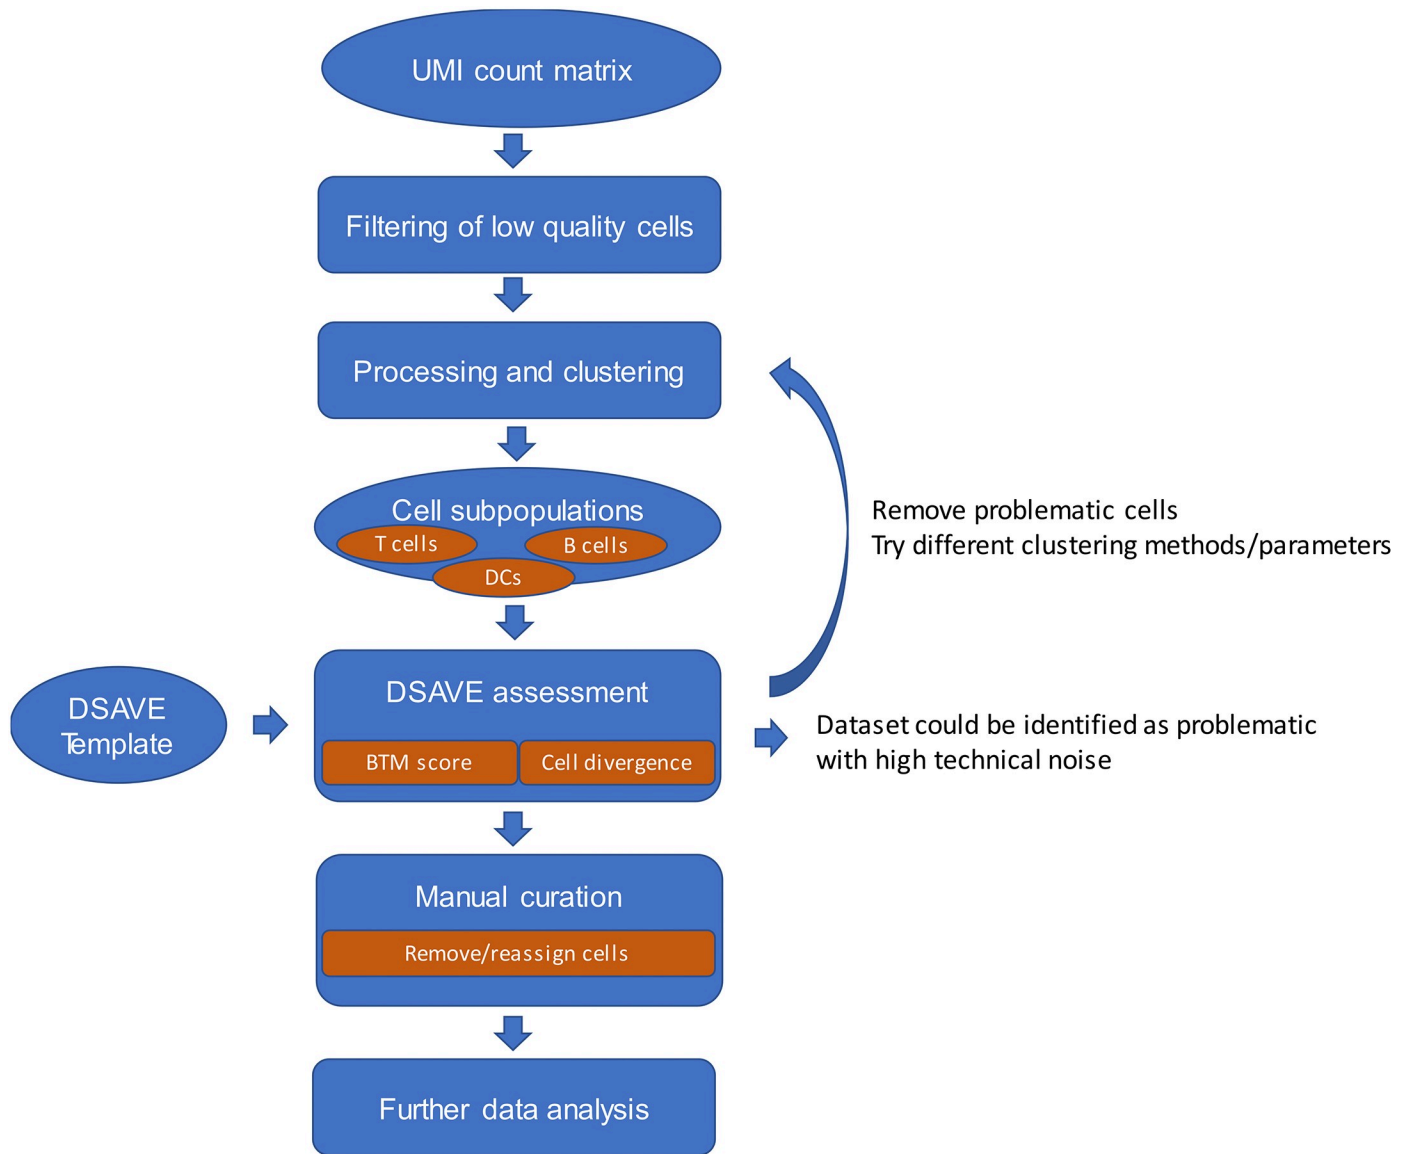 UMI count matrix
Filtering of low quality cells
Processing and clustering
Cell subpopulations
T cells
B cells
DCs
Remove problematic cells
Try different clustering methods/parameters
DSAVE
Template
DSAVE assessment
BTM score
Cell divergence
Dataset could be identified as problematic
with high technical noise
Manual curation
Remove/reassign cells
Further data analysis